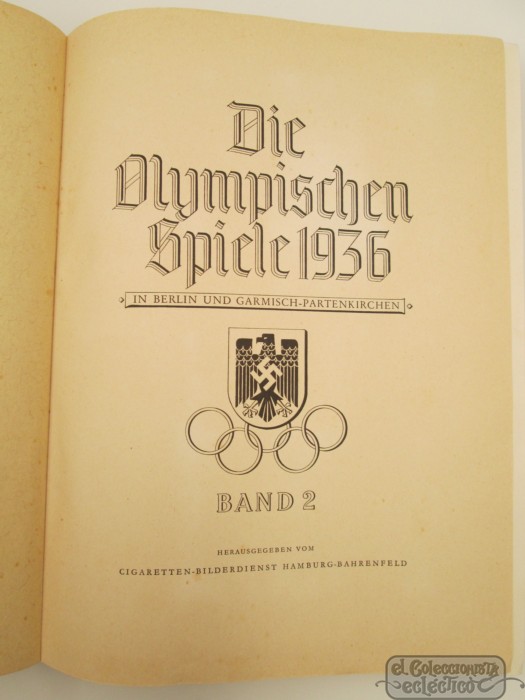 Die
Olympischen
Spiele 1936
IN BERLIN UND GARMISCH-PARTENKIRCHEN
BAND 2
HERAUSGEGEBEN VOM
CIGARETTEN-BILDERDIENST HAMBURG-BAHRENFELD
el Coleccionista
ecléctico